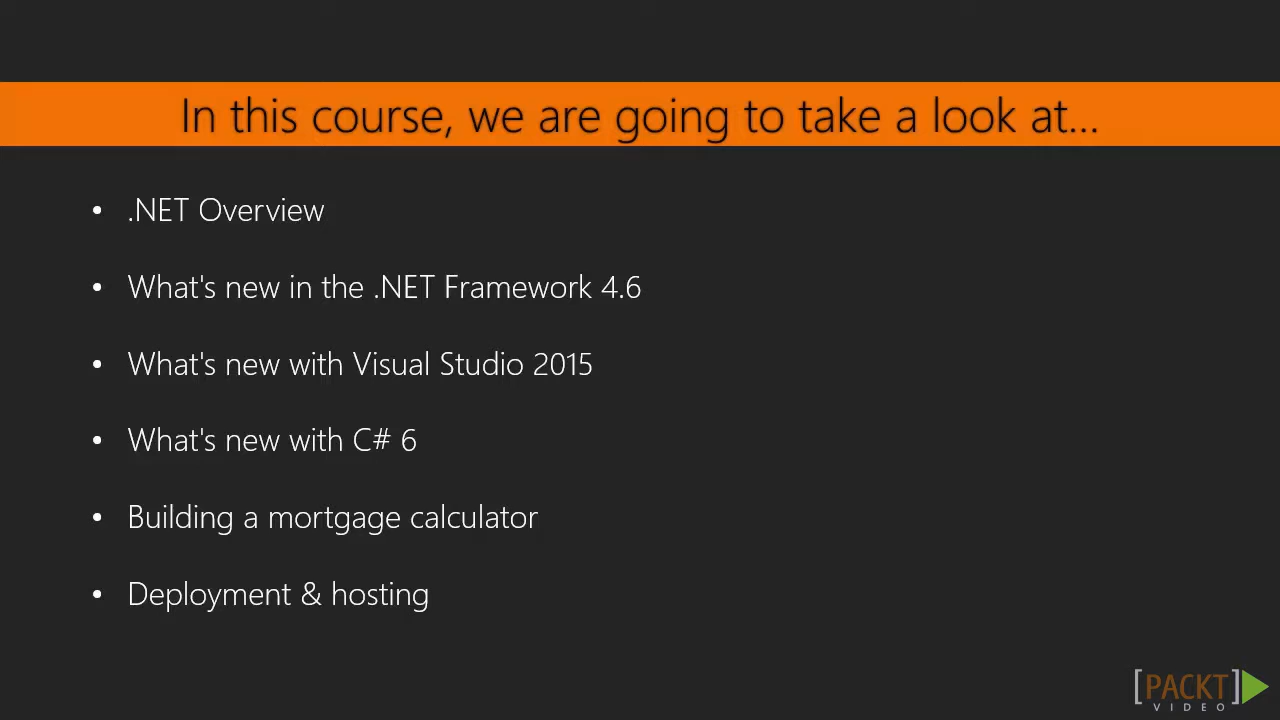 In this course, we are going to take a look at...
• .NET Overview
• What's new in the .NET Framework 4.6
• What's new with Visual Studio 2015
• What's new with C# 6
• Building a mortgage calculator
• Deployment & hosting
[PACKT]
VIDEO